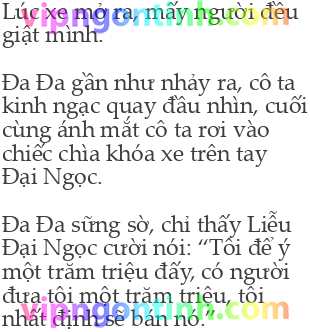 Lúc xe mở ra, mấy người đều
vipngontinh.com
giật mình.
Đa Đa gần như nhảy ra, cô ta
kinh ngạc quay đầu nhìn, cuối
cùng ánh mắt cô ta rơi vào
chiếc chìa khóa xe trên tay
Đại Ngọc.
Đa Đa sững sờ, chỉ thấy Liễu
Đại Ngọc cười nói: “Tôi để ý
một trăm triệu đấy, có người
đưa tôi một trăm triệu, tôi
vipngontinh.com
nhất định sẽ bán nó.”